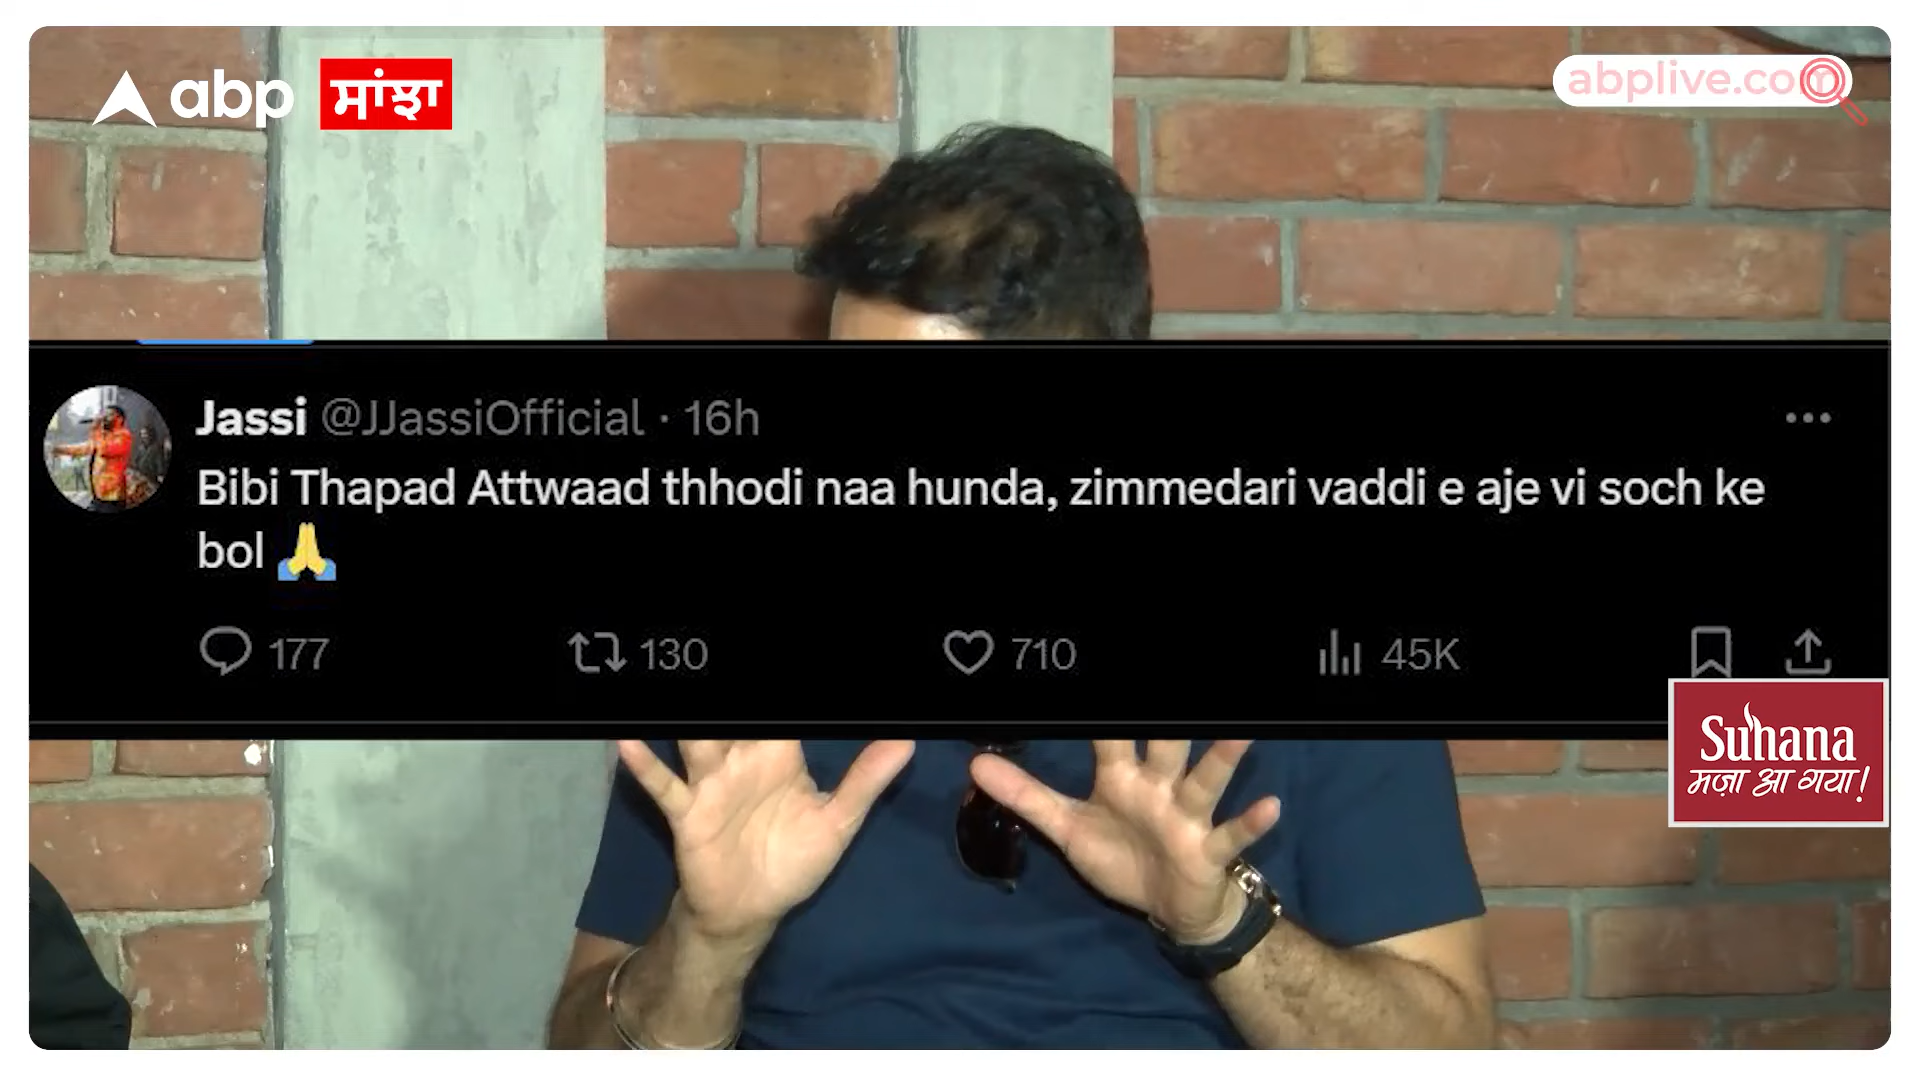 abp ਸਾਂਝਾ
abplive.com
Jassi @JJassiOfficial · 16h
Bibi Thapad Attwaad thhodi naa hunda, zimmedari vaddi e aje vi soch ke
bol 🙏
177 130 710 45K
Suhana
मज़ा आ गया!